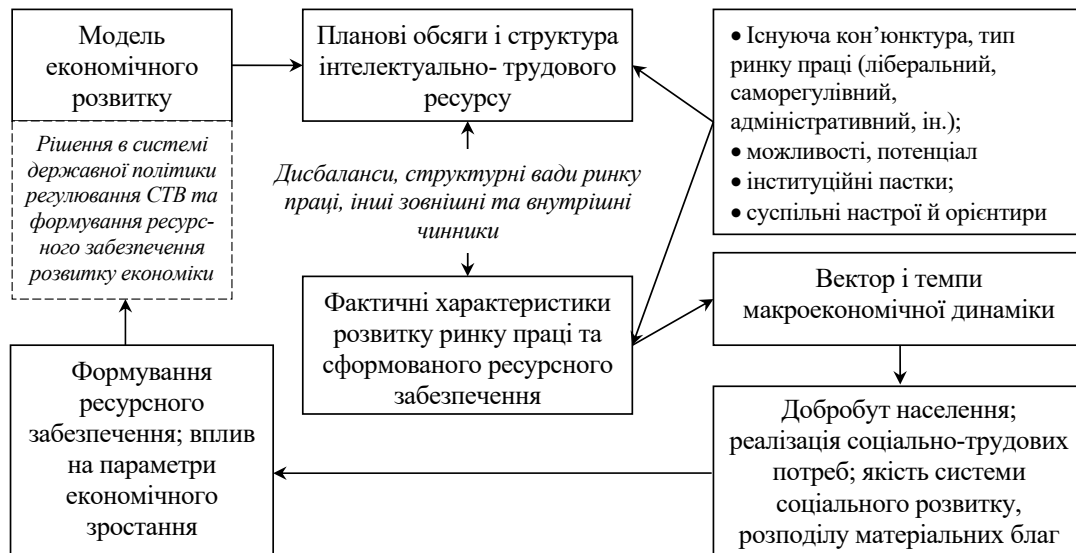 Модель
економічного
розвитку
Рішення в системі
державної політики
регулювання СТВ та
формування ресурс-
ного забезпечення
розвитку економіки
Планові обсяги і структура
інтелектуально- трудового
ресурсу
Дисбаланси, структурні вади ринку
праці, інші зовнішні та внутрішні
чинники
• Існуюча кон’юнктура, тип
ринку праці (ліберальний,
саморегулівний,
адміністративний, ін.);
• можливості, потенціал
• інституційні пастки;
• суспільні настрої й орієнтири
Фактичні характеристики
розвитку ринку праці та
сформованого ресурсного
забезпечення
Вектор і темпи
макроекономічної динаміки
Формування
ресурсного
забезпечення; вплив
на параметри
економічного
зростання
Добробут населення;
реалізація соціально-трудових
потреб; якість системи
соціального розвитку,
розподілу матеріальних благ